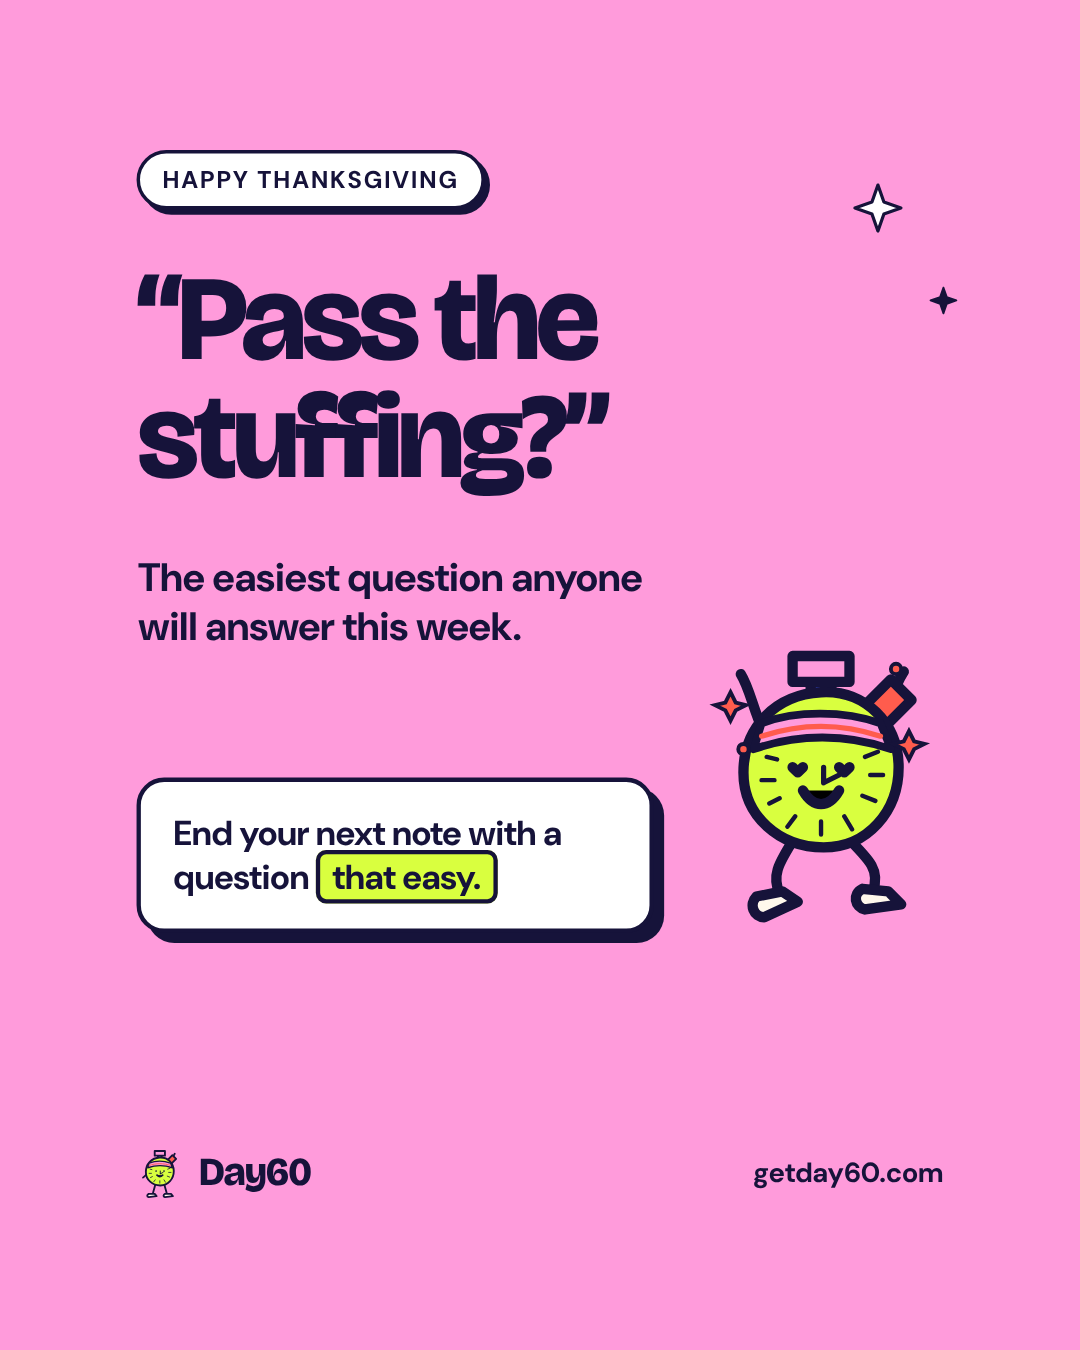 HAPPY THANKSGIVING
“Pass the
stuffing?”
The easiest question anyone
will answer this week.
End your next note with a
question that easy.
Day60
getday60.com